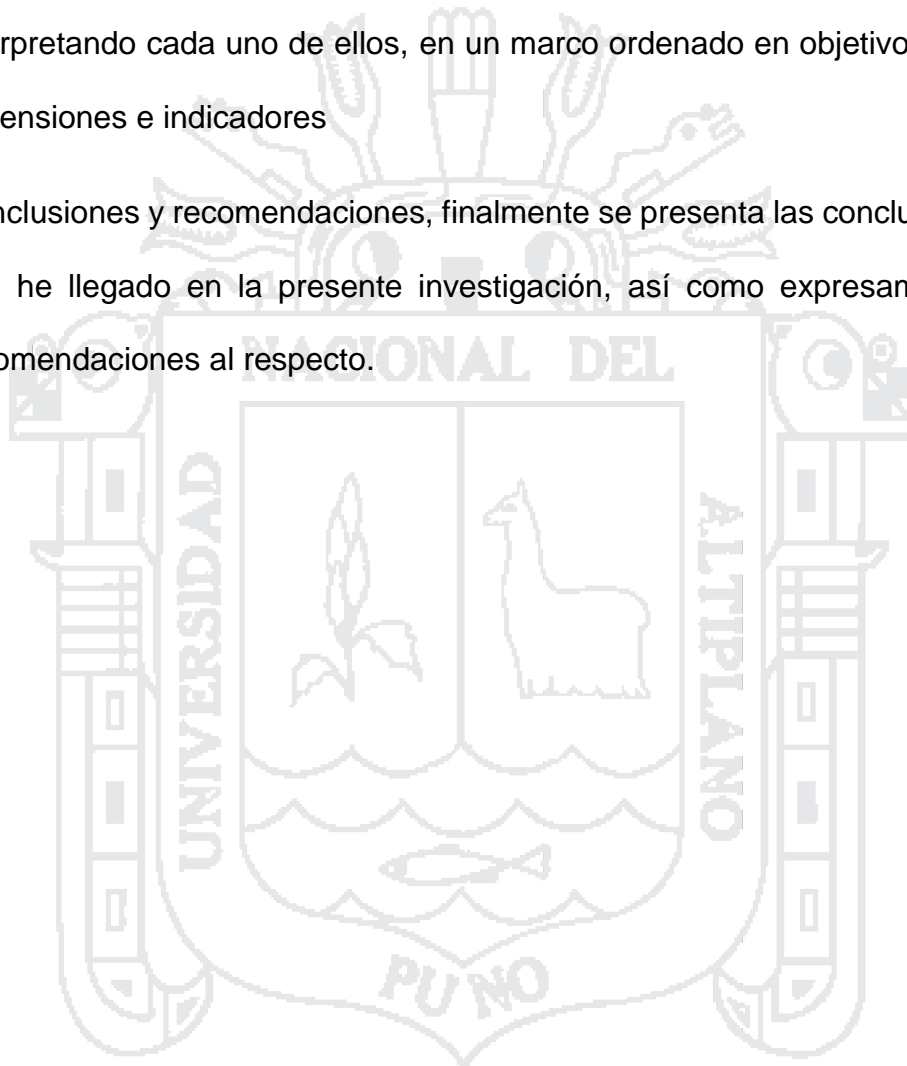 rpretando cada uno de ellos, en un marco ordenado en objetivo
ensiones e indicadores
nclusiones y recomendaciones, finalmente se presenta las conclu
he llegado en la presente investigación, así como expresan
omendaciones al respecto.
NACIONAL DEL
UNIVERSIDAD
ALTIPLANO
PUNO